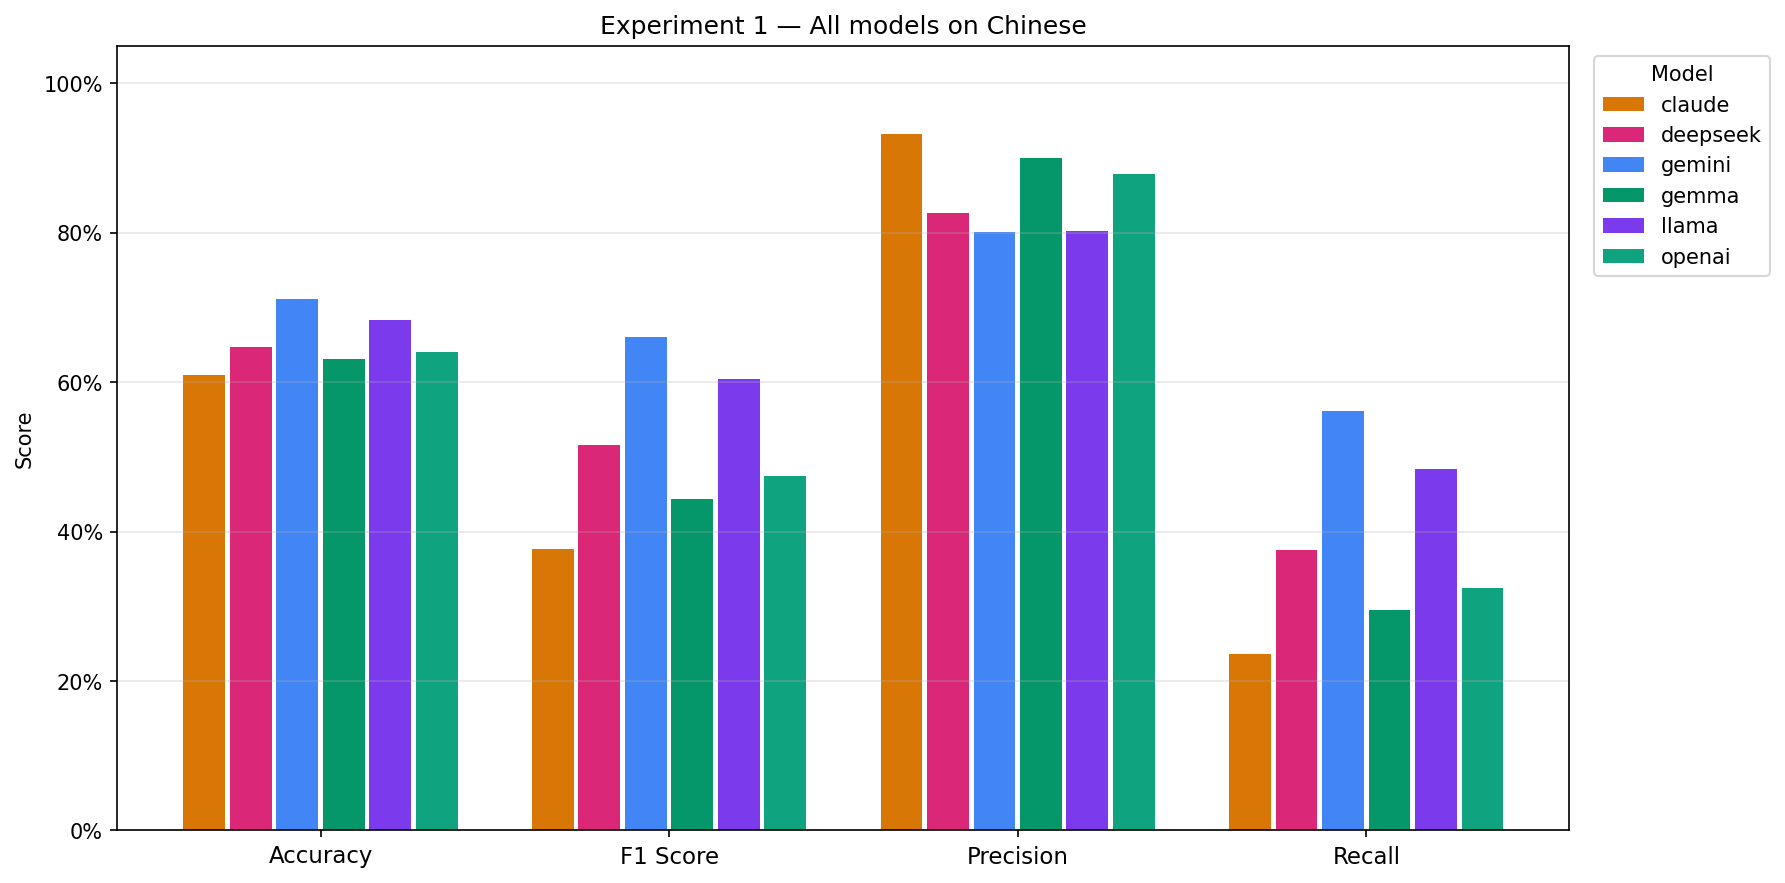 Experiment 1 — All models on Chinese
Score
100%
80%
60%
40%
20%
0%
Accuracy
F1 Score
Precision
Recall
Model
claude
deepseek
gemini
gemma
llama
openai